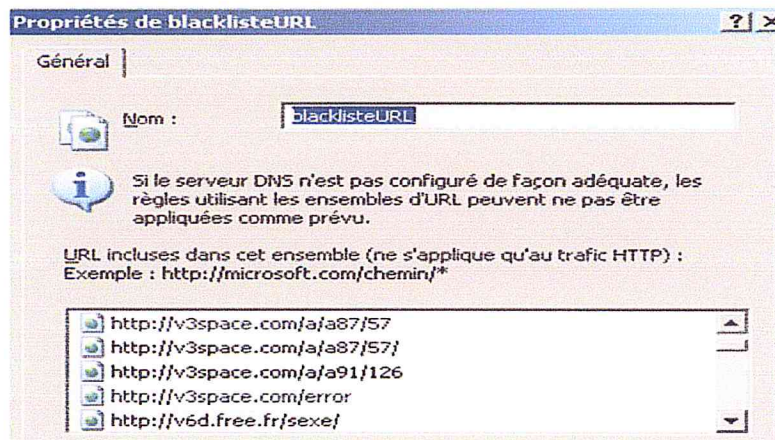 Propriétés de blacklisteURL
Général
Nom :
blacklisteURL
Si le serveur DNS n'est pas configuré de façon adéquate, les
règles utilisant les ensembles d'URL peuvent ne pas être
appliquées comme prévu.
URL incluses dans cet ensemble (ne s'applique qu'au trafic HTTP) :
Exemple : http://microsoft.com/chemin/*
http://v3space.com/a/a87/57
http://v3space.com/a/a87/57/
http://v3space.com/a/a91/126
http://v3space.com/error
http://v6d.free.fr/sexe/